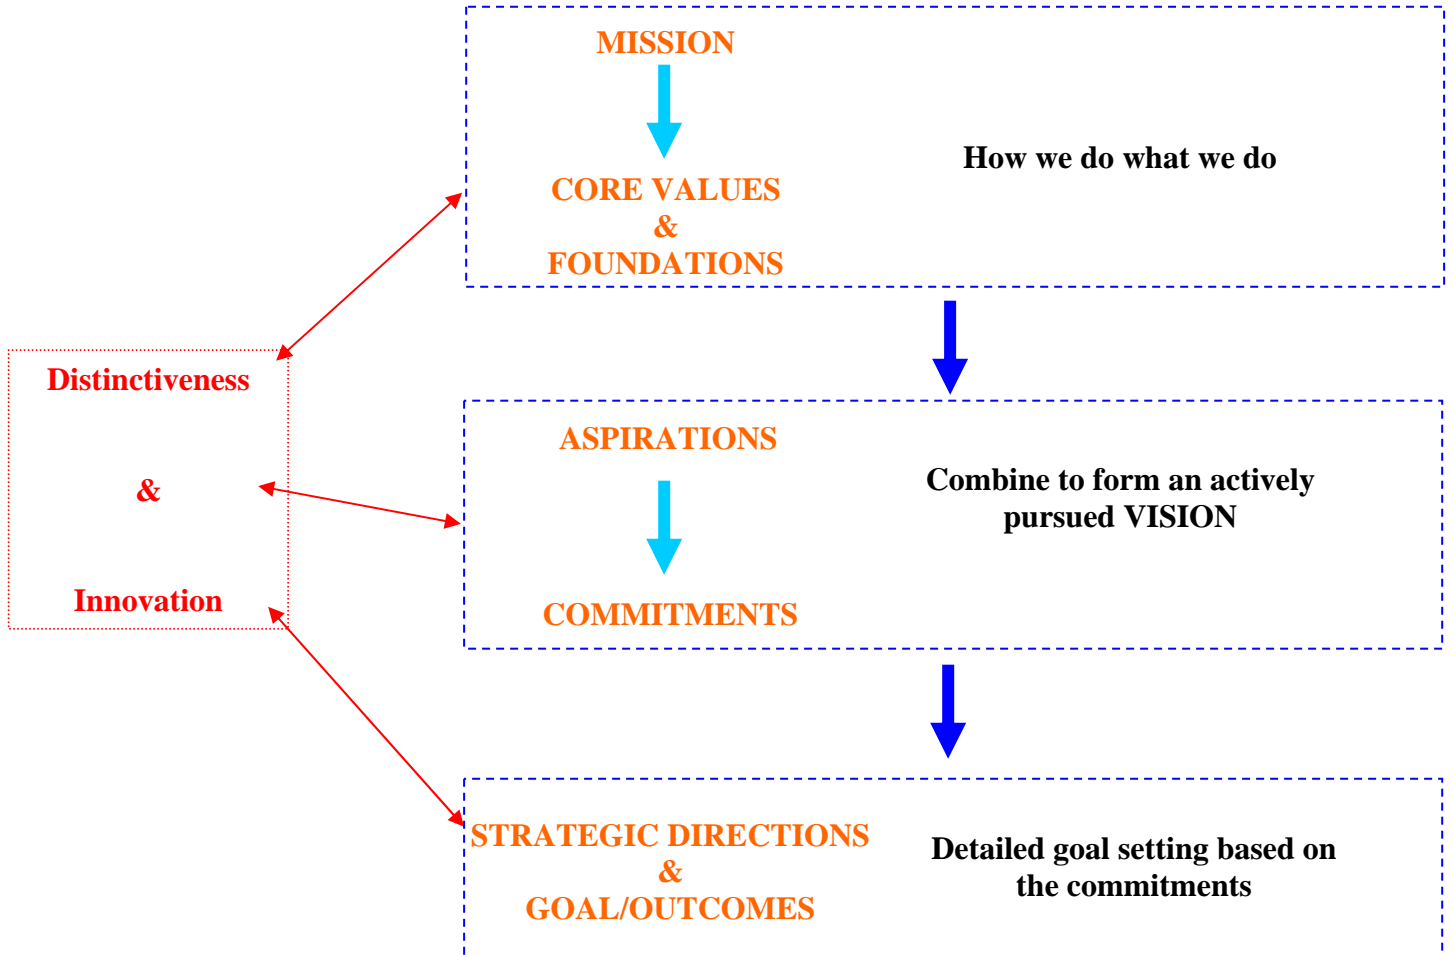 MISSION
CORE VALUES
&
FOUNDATIONS
How we do what we do
Distinctiveness
&
Innovation
ASPIRATIONS
COMMITMENTS
Combine to form an actively
pursued VISION
STRATEGIC DIRECTIONS
&
GOAL/OUTCOMES
Detailed goal setting based on
the commitments